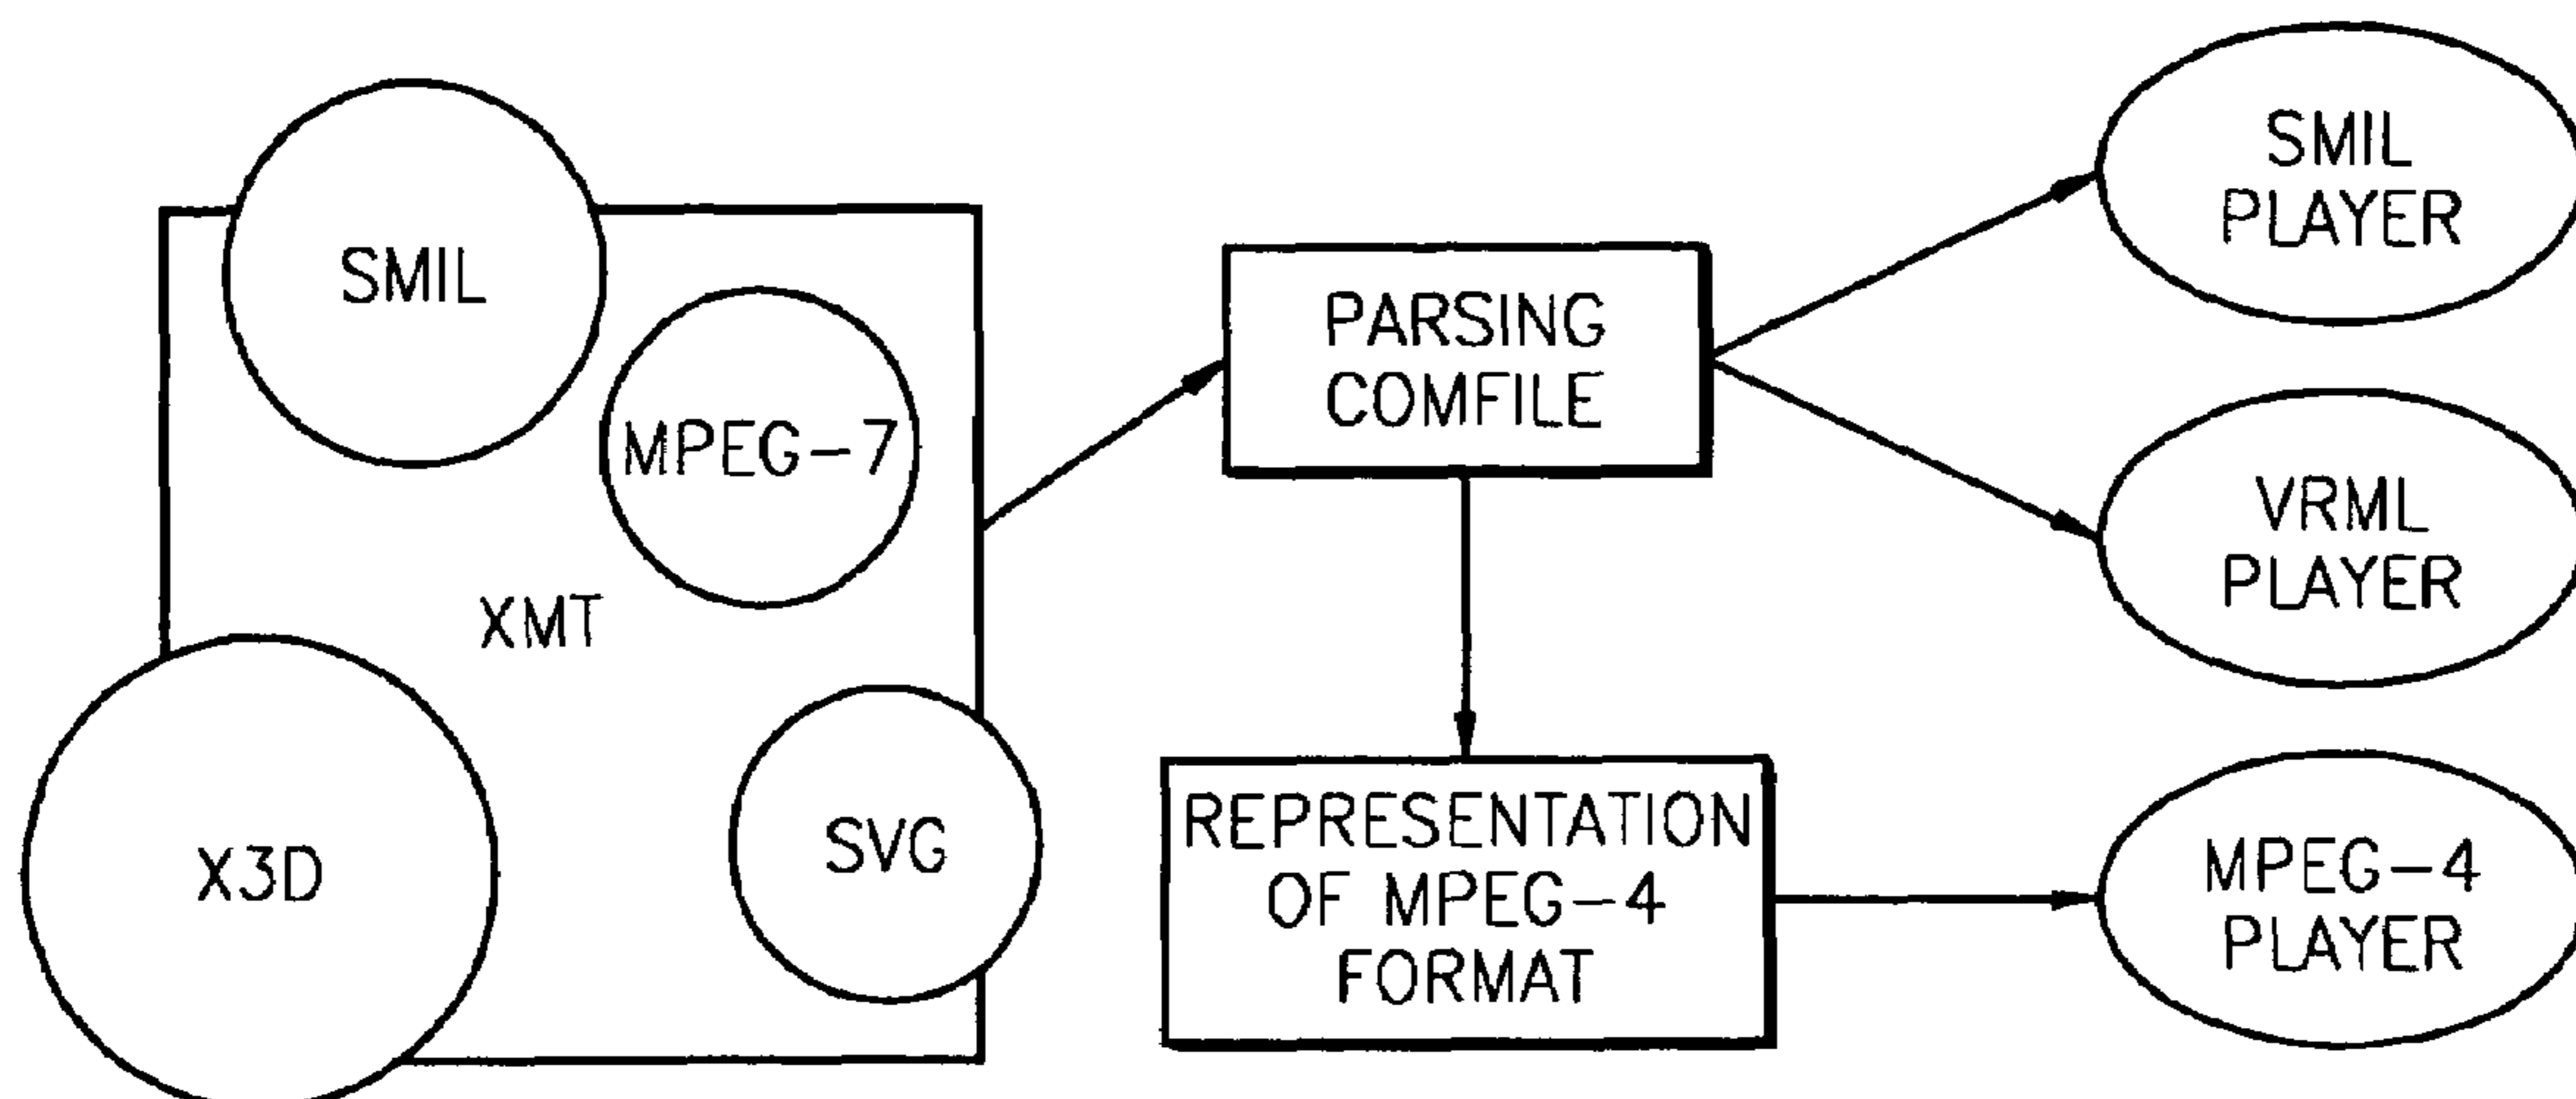 SMIL
MPEG-7
XMT
X3D
SVG
PARSING
COMFILE
REPRESENTATION
OF MPEG-4
FORMAT
SMIL
PLAYER
VRML
PLAYER
MPEG-4
PLAYER